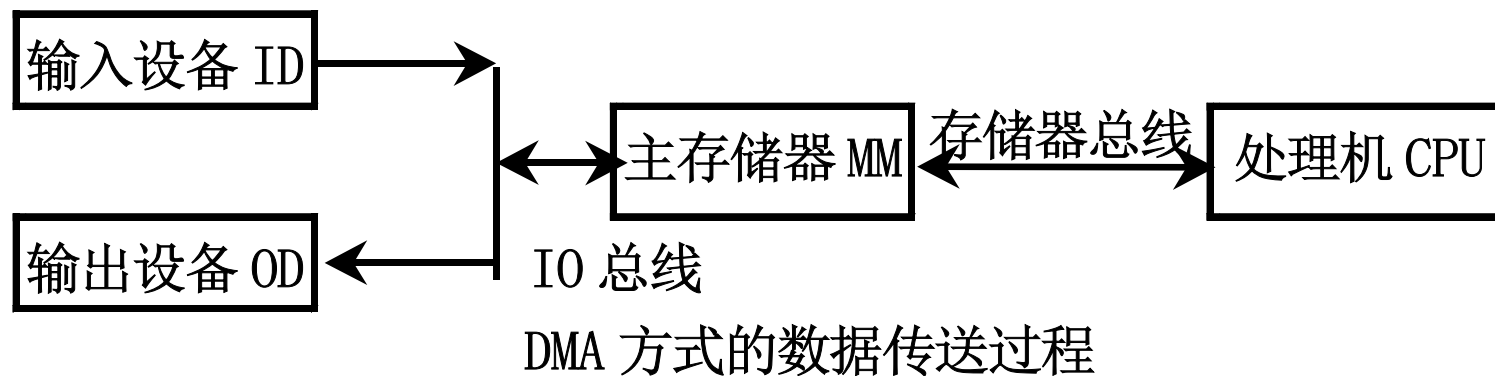 输入设备 ID
存储器总线
主存储器 MM
处理机 CPU
输出设备 OD
IO 总线
DMA 方式的数据传送过程